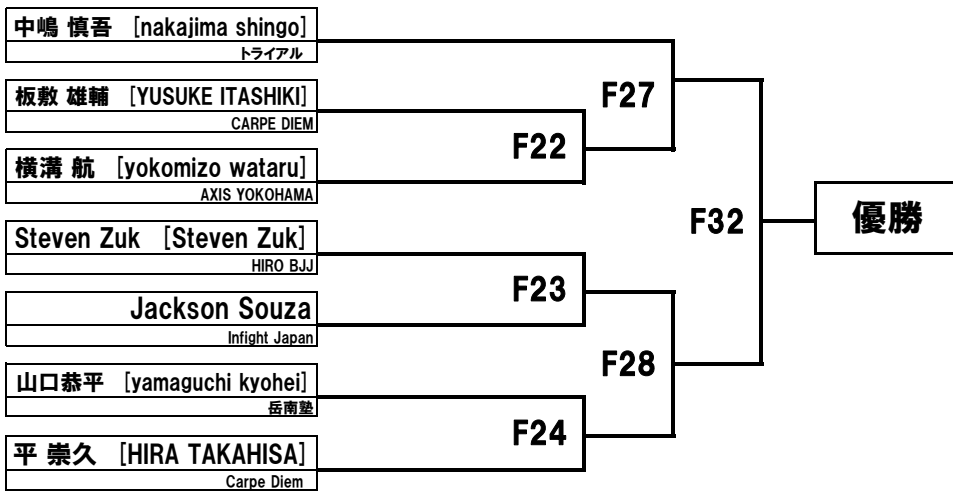 中嶋 慎吾 [nakajima shingo]
トライアル
板敷 雄輔 [YUSUKE ITASHIKI]
CARPE DIEM
横溝 航 [yokomizo wataru]
AXIS YOKOHAMA
Steven Zuk [Steven Zuk]
HIRO BJJ
Jackson Souza
Infight Japan
山口恭平 [yamaguchi kyohei]
岳南塾
平 崇久 [HIRA TAKAHISA]
Carpe Diem
F22
F23
F24
F27
F28
F32
優勝